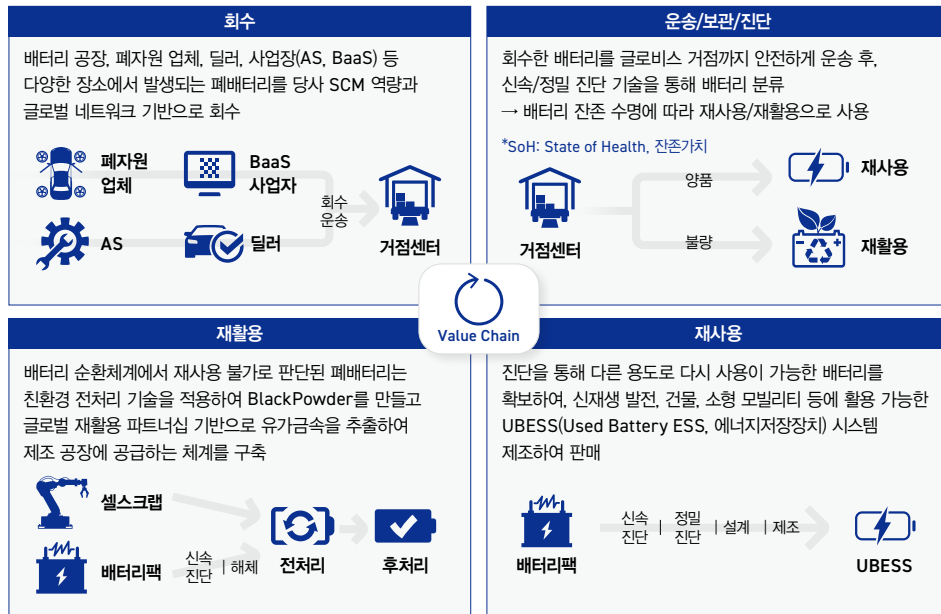 회수
배터리 공장, 폐자원 업체, 딜러, 사업장(AS, BaaS) 등
다양한 장소에서 발생되는 폐배터리를 당사 SCM 역량과
글로벌 네트워크 기반으로 회수
폐자원
업체
BaaS
사업자
AS
딜러
회수
운송
거점센터
운송/보관/진단
회수한 배터리를 글로비스 거점까지 안전하게 운송 후,
신속/정밀 진단 기술을 통해 배터리 분류
→ 배터리 잔존 수명에 따라 재사용/재활용으로 사용
*SoH: State of Health, 잔존가치
거점센터
양품
재사용
불량
재활용
Value Chain
재활용
배터리 순환체계에서 재사용 불가로 판단된 폐배터리는
친환경 전처리 기술을 적용하여 BlackPowder를 만들고
글로벌 재활용 파트너십 기반으로 유가금속을 추출하여
제조 공장에 공급하는 체계를 구축
셀스크랩
배터리팩
신속
진단
| 해체
전처리
후처리
재사용
진단을 통해 다른 용도로 다시 사용이 가능한 배터리를
확보하여, 신재생 발전, 건물, 소형 모빌리티 등에 활용 가능한
UBESS(Used Battery ESS, 에너지저장장치) 시스템
제조하여 판매
배터리팩
신속
진단
|
정밀
진단
| 설계 | 제조
UBESS